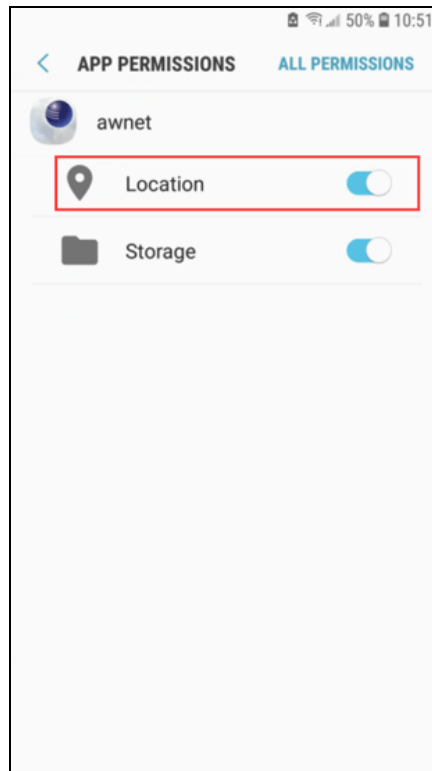 50% 10:51
APP PERMISSIONS ALL PERMISSIONS
awnet
Location
Storage